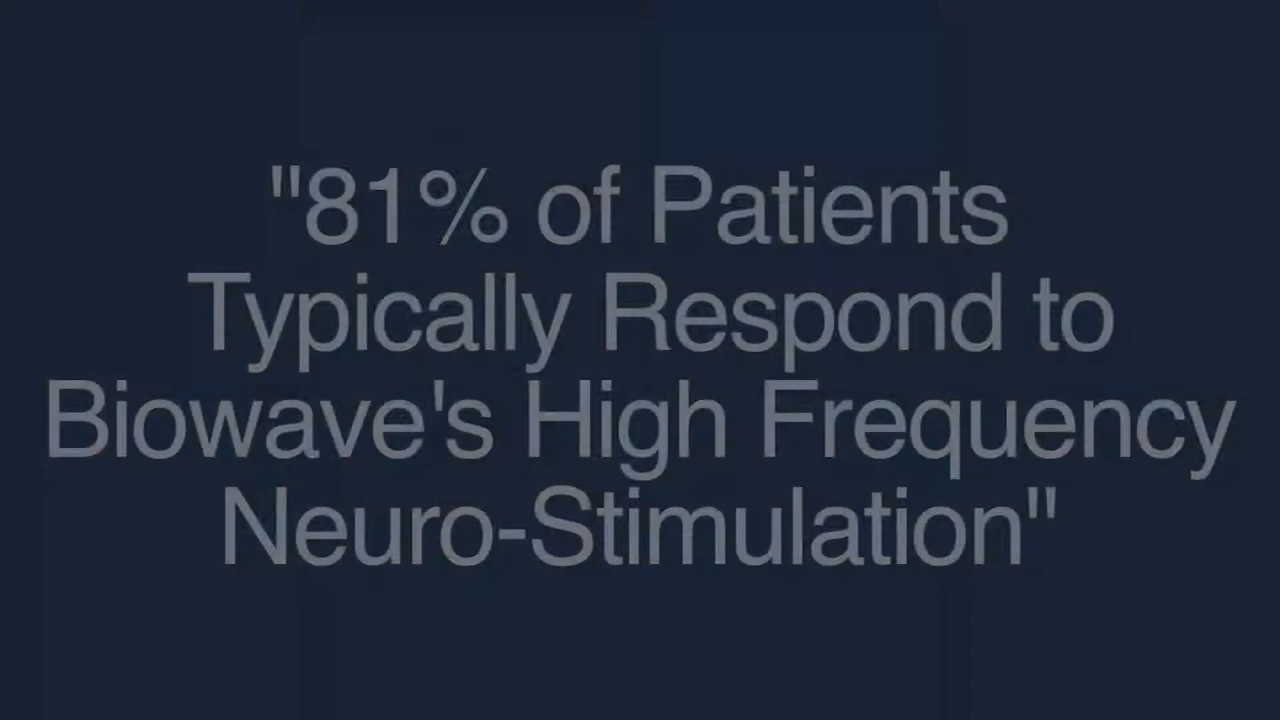 "81% of Patients
Typically Respond to
Biowave's High Frequency
Neuro-Stimulation"